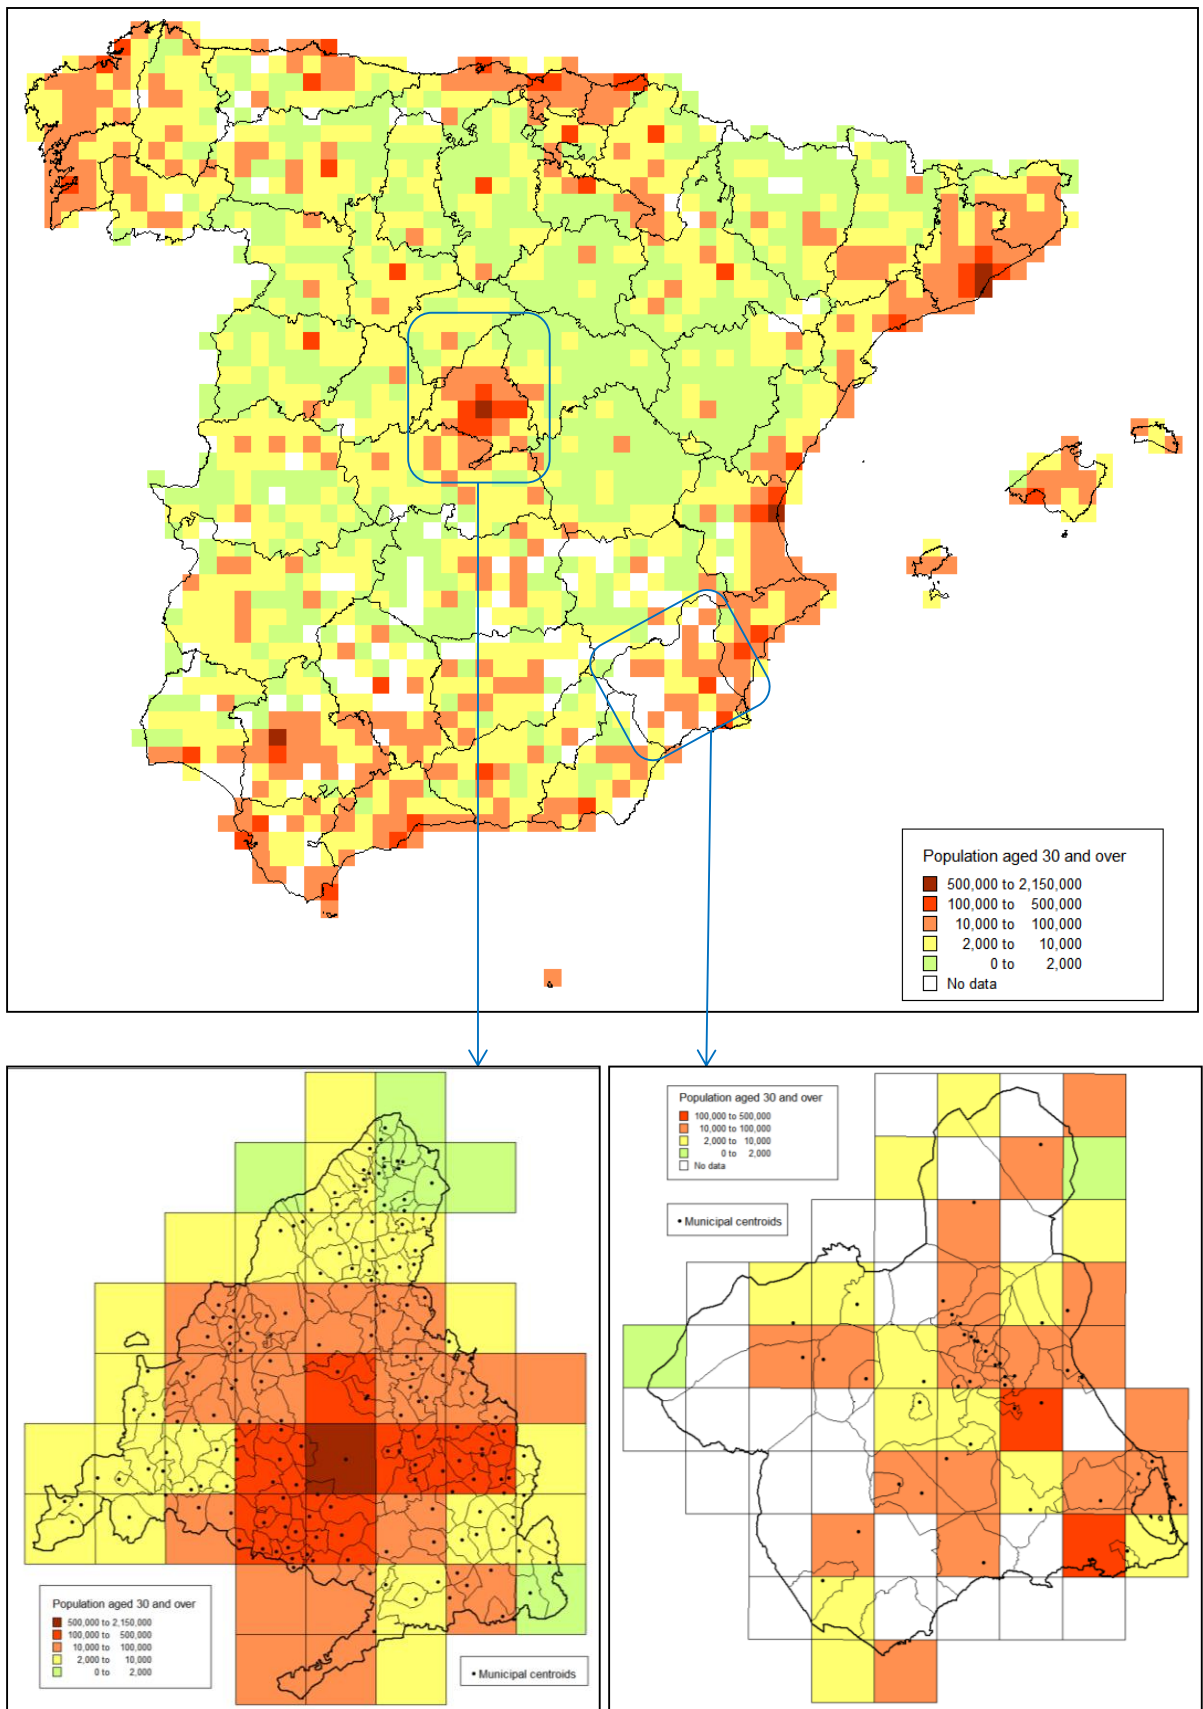 Population aged 30 and over
500,000 to 2,150,000
100,000 to 500,000
10,000 to 100,000
2,000 to 10,000
0 to 2,000
No data
Population aged 30 and over
500,000 to 2,150,000
100,000 to 500,000
10,000 to 100,000
2,000 to 10,000
0 to 2,000
• Municipal centroids
Population aged 30 and over
100,000 to 500,000
10,000 to 100,000
2,000 to 10,000
0 to 2,000
No data
• Municipal centroids